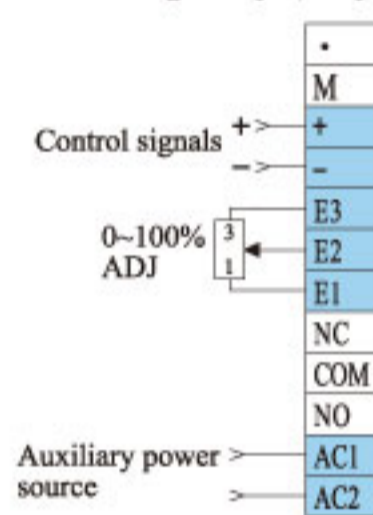 •
M
Control signals + +
- -
E3
0~100% 3 E2
ADJ 1 E1
NC
COM
NO
Auxiliary power AC1
source AC2